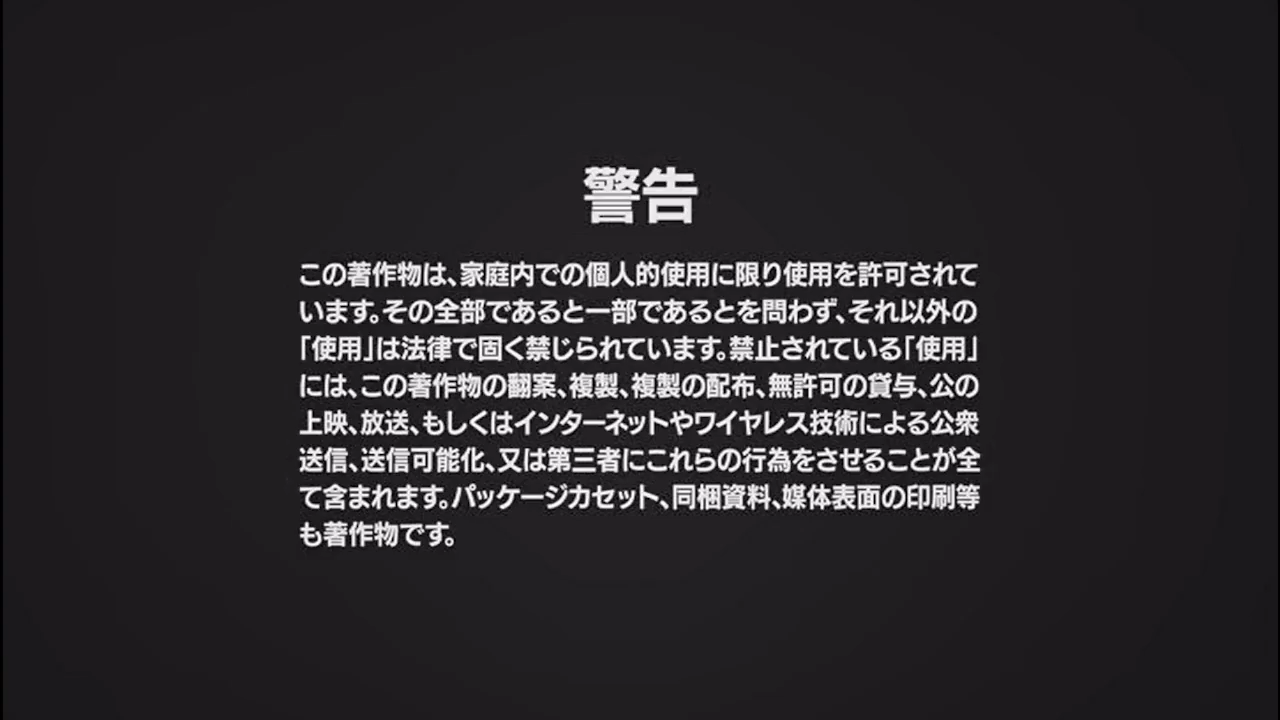 警告
この著作物は、家庭内での個人的使用に限り使用を許可されて
います。その全部であると一部であるとを問わず、それ以外の
「使用」は法律で固く禁じられています。禁止されている「使用」
には、この著作物の翻案、複製、複製の配布、無許可の貸与、公の
上映、放送、もしくはインターネットやワイヤレス技術による公衆
送信、送信可能化、又は第三者にこれらの行為をさせることが全
て含まれます。パッケージカセット、同梱資料、媒体表面の印刷等
も著作物です。